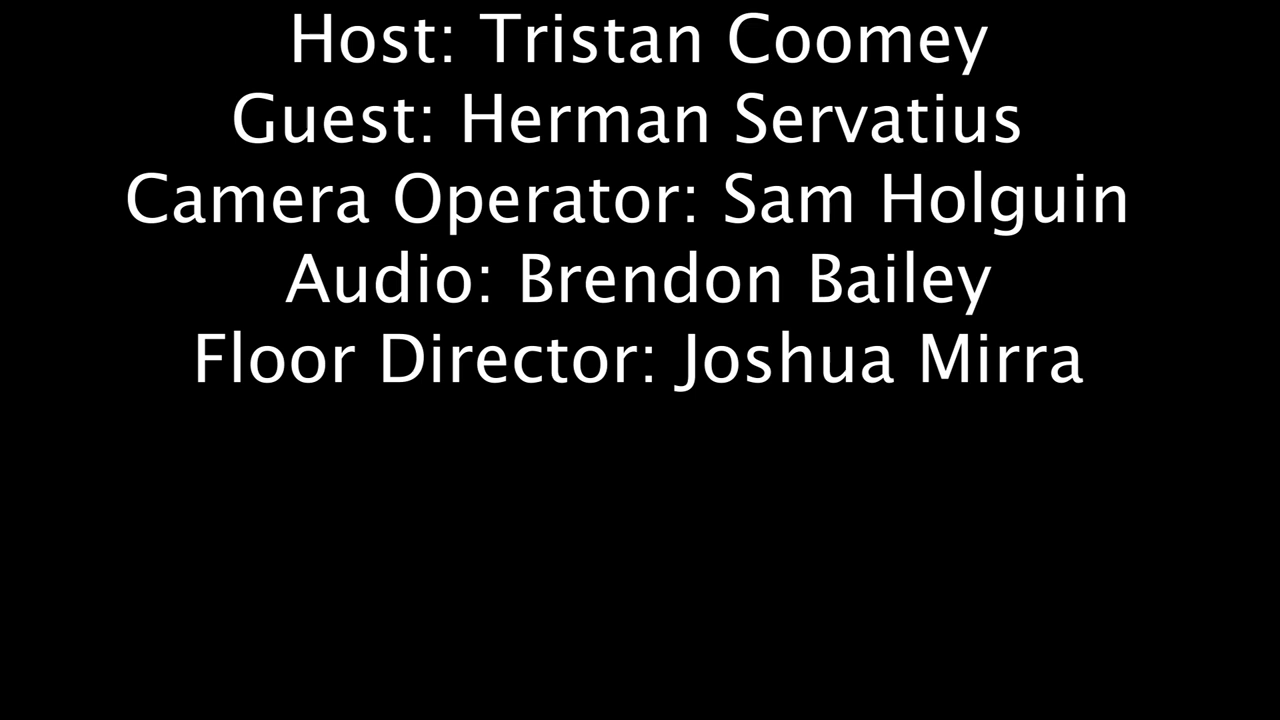 Host: Tristan Coomey
Guest: Herman Servatius
Camera Operator: Sam Holguin
Audio: Brendon Bailey
Floor Director: Joshua Mirra